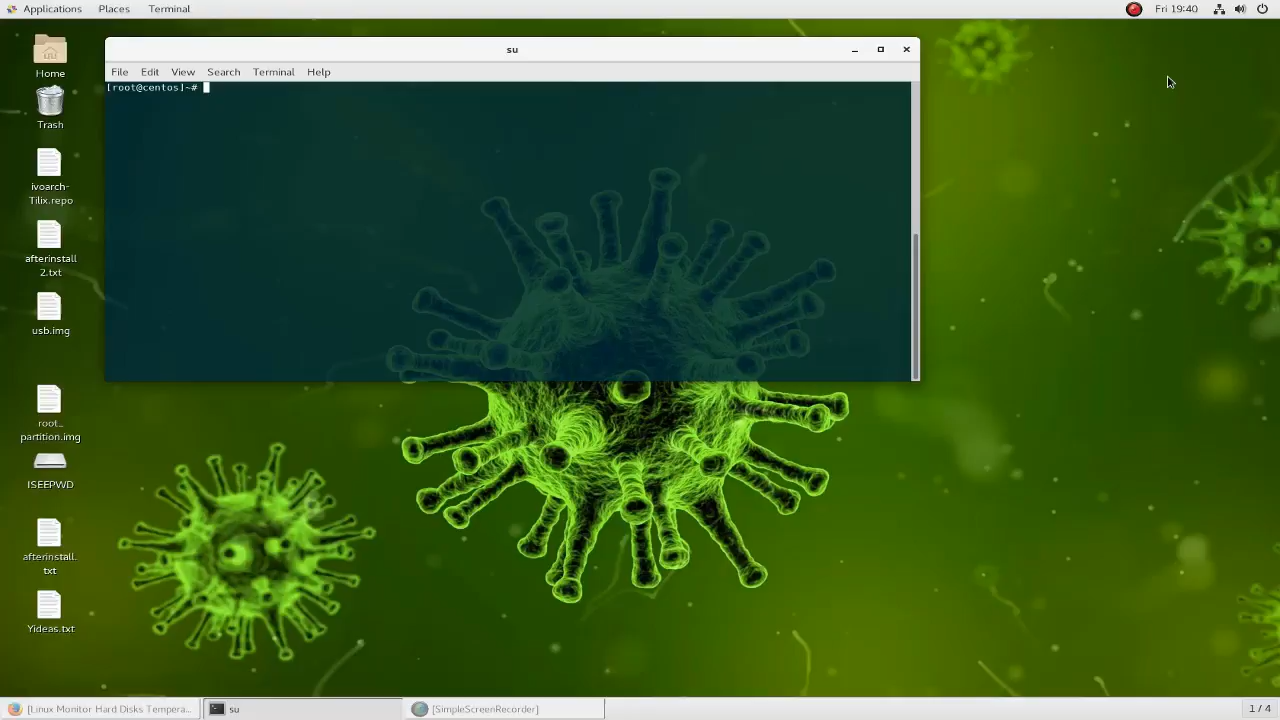 Applications Places Terminal Fri 19:40
su
File Edit View Search Terminal Help
[root@centos]~#
Home
Trash
ivoarch-
Tilix.repo
afterinstall
2.txt
usb.img
root_
partition.img
ISEEPWD
afterinstall.
txt
Yideas.txt
[Linux Monitor Hard Disks Tempera... su [SimpleScreenRecorder] 1 / 4